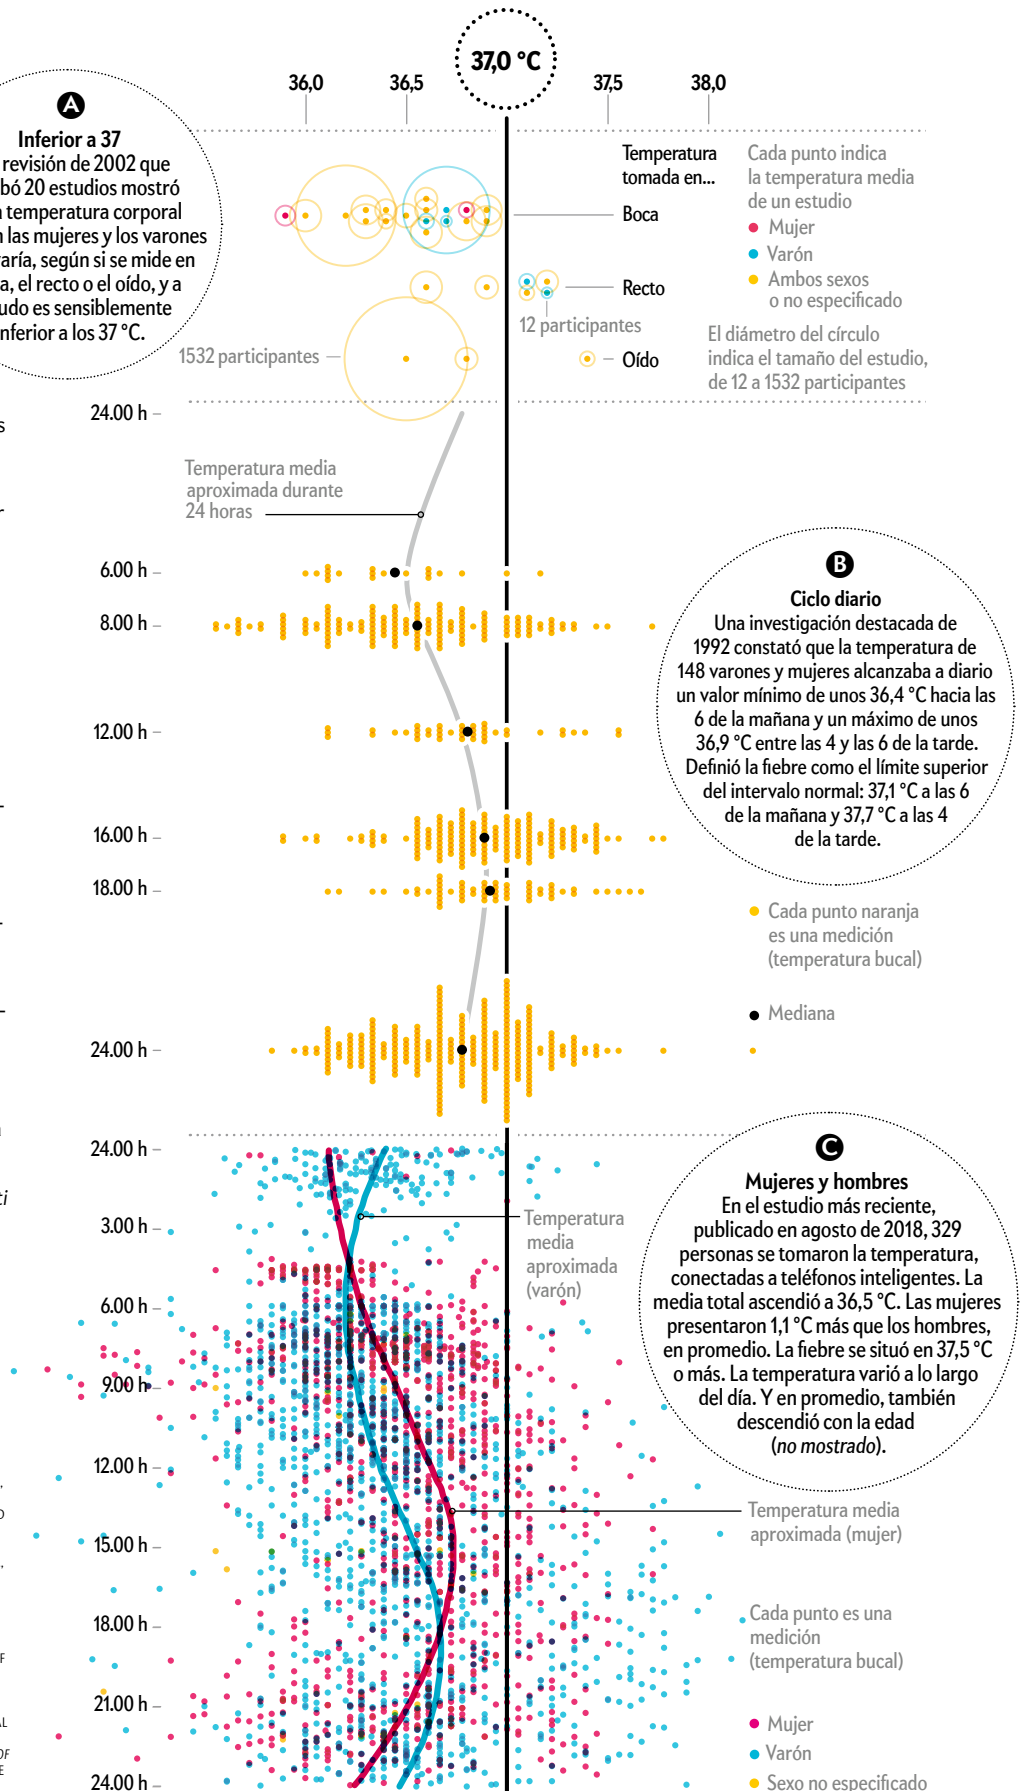 37,0 °C
36,0
36,5
37,5
38,0
A
Inferior a 37
revisión de 2002 que
20 estudios mostró
temperatura corporal
las mujeres y los varones
según si se mide en
el recto o el oído, y a
es sensiblemente
inferior a los 37 °C.
Temperatura
tomada en...
Boca
Recto
Oído
12 participantes
1532 participantes
Cada punto indica
la temperatura media
de un estudio
Mujer
Varón
Ambos sexos
o no especificado
El diámetro del círculo
indica el tamaño del estudio,
de 12 a 1532 participantes
24.00 h
Temperatura media
aproximada durante
24 horas
6.00 h
8.00 h
12.00 h
16.00 h
18.00 h
24.00 h
B
Ciclo diario
Una investigación destacada de
1992 constató que la temperatura de
148 varones y mujeres alcanzaba a diario
un valor mínimo de unos 36,4 °C hacia las
6 de la mañana y un máximo de unos
36,9 °C entre las 4 y las 6 de la tarde.
Definió la fiebre como el límite superior
del intervalo normal: 37,1 °C a las 6
de la mañana y 37,7 °C a las 4
de la tarde.
Cada punto naranja
es una medición
(temperatura bucal)
Mediana
24.00 h
3.00 h
6.00 h
9.00 h
12.00 h
15.00 h
18.00 h
21.00 h
24.00 h
Temperatura
media
aproximada
(varón)
C
Mujeres y hombres
En el estudio más reciente,
publicado en agosto de 2018, 329
personas se tomaron la temperatura,
conectadas a teléfonos inteligentes. La
media total ascendió a 36,5 °C. Las mujeres
presentaron 1,1 °C más que los hombres,
en promedio. La fiebre se situó en 37,5 °C
o más. La temperatura varió a lo largo
del día. Y en promedio, también
descendió con la edad
(no mostrado).
Temperatura media
aproximada (mujer)
Cada punto es una
medición
(temperatura bucal)
Mujer
Varón
Sexo no especificado